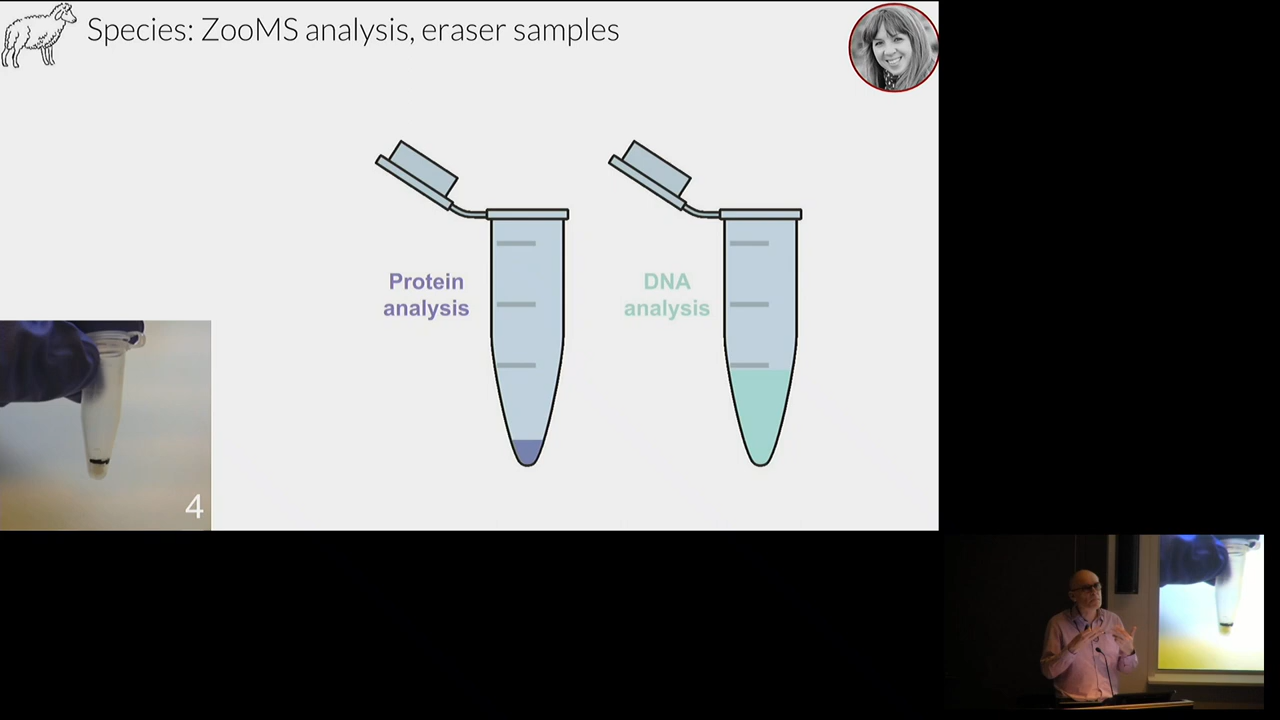 Species: ZooMS analysis, eraser samples
Protein
analysis
DNA
analysis
4